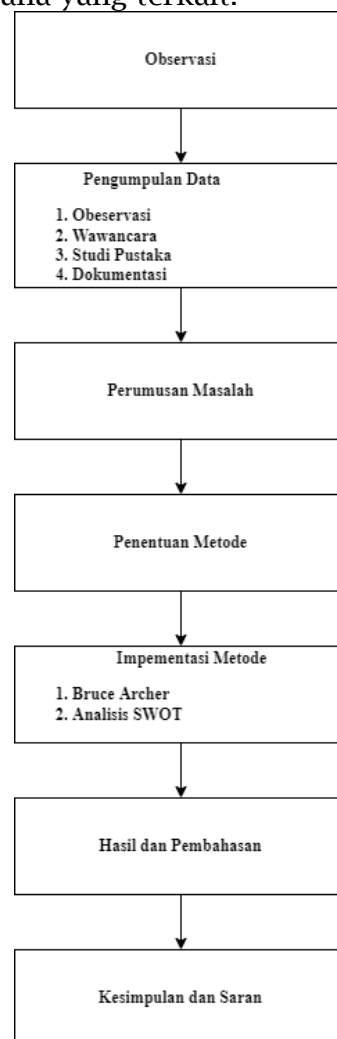 yang terkait.
Observasi
Pengumpulan Data
1. Obeservasi
2. Wawancara
3. Studi Pustaka
4. Dokumentasi
Perumusan Masalah
Penentuan Metode
Impementasi Metode
1. Bruce Archer
2. Analisis SWOT
Hasil dan Pembahasan
Kesimpulan dan Saran